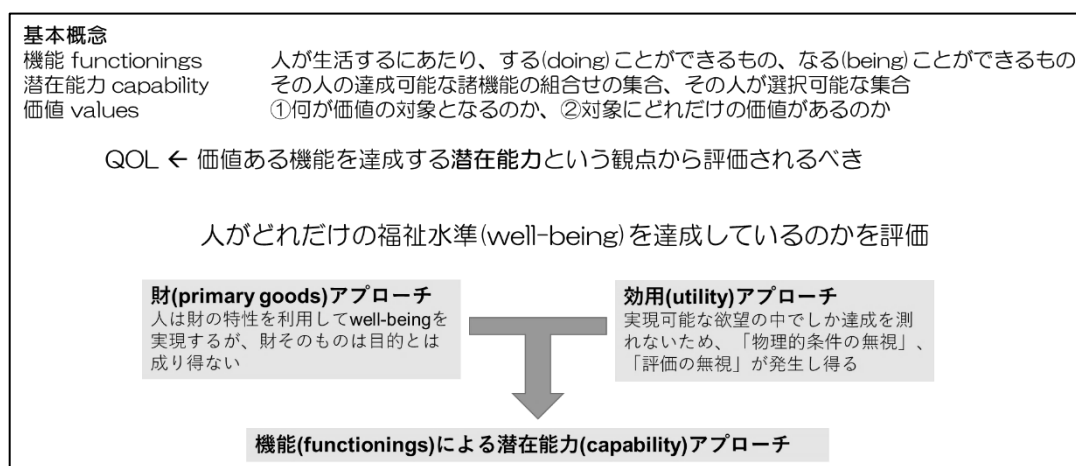 基本概念
機能 functionings 人が生活するにあたり、する(doing)ことができるもの、なる(being)ことができるもの
潜在能力 capability その人の達成可能な諸機能の組合せの集合、その人が選択可能な集合
価値 values ①何が価値の対象となるのか、②対象にどれだけの価値があるのか
QOL ← 価値ある機能を達成する潜在能力という観点から評価されるべき
人がどれだけの福祉水準(well-being)を達成しているのかを評価
財(primary goods)アプローチ
人は財の特性を利用してwell-beingを
実現するが、財そのものは目的とは
成り得ない
効用(utility)アプローチ
実現可能な欲望の中でしか達成を測
れないため、「物理的条件の無視」、
「評価の無視」が発生し得る
機能(functionings)による潜在能力(capability)アプローチ